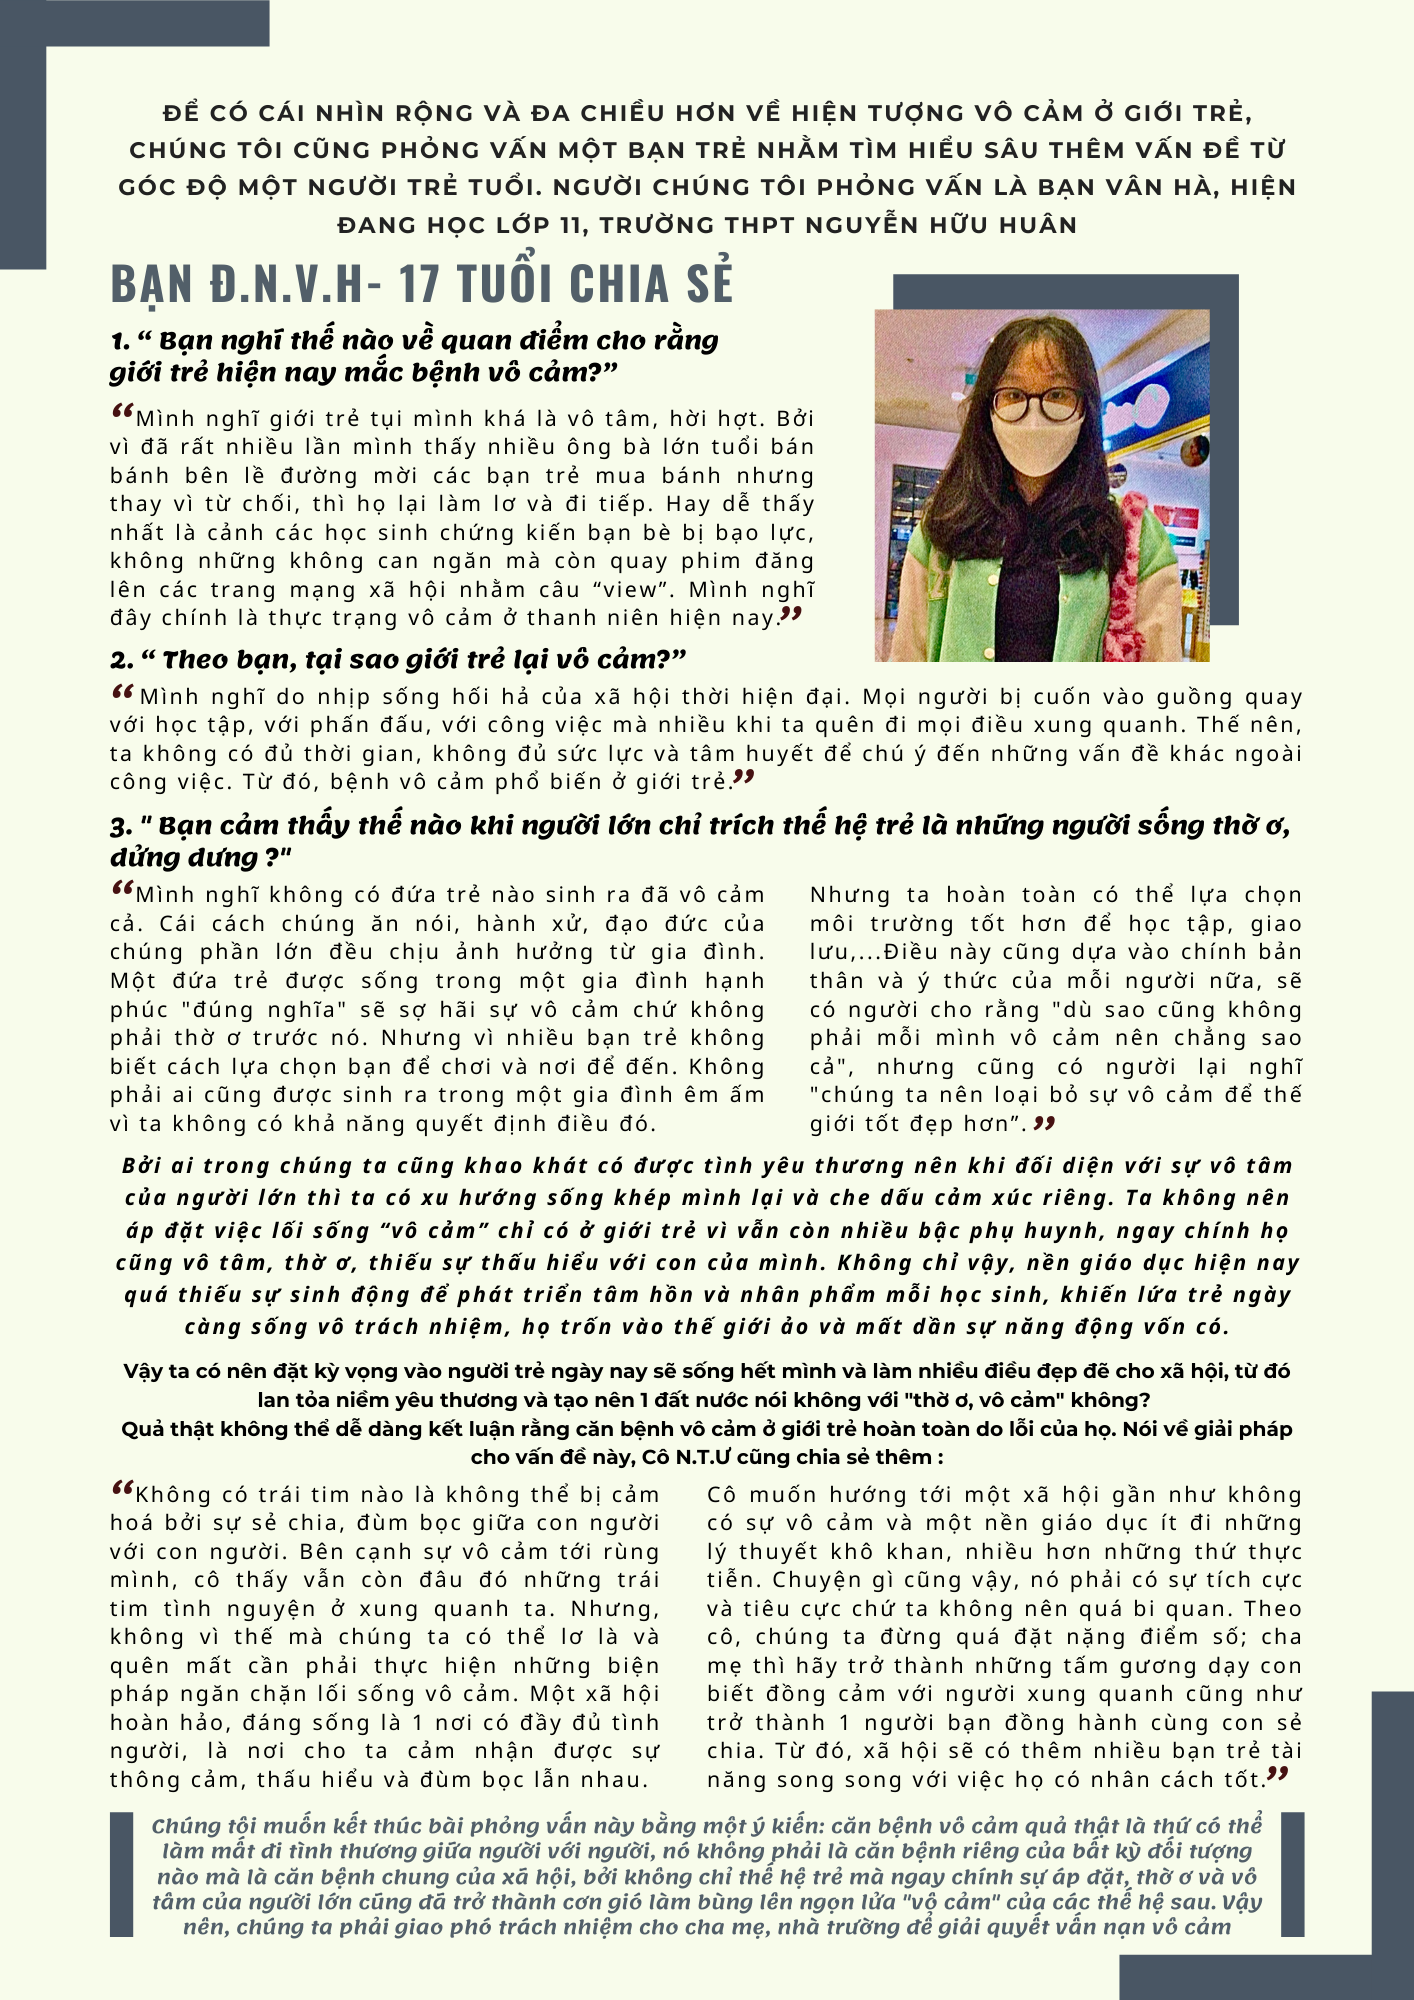 ĐỂ CÓ CÁI NHÌN RỘNG VÀ ĐA CHIỀU HƠN VỀ HIỆN TƯỢNG VÔ CẢM Ở GIỚI TRẺ,
CHÚNG TÔI CŨNG PHỎNG VẤN MỘT BẠN TRẺ NHẰM TÌM HIỂU SÂU THÊM VẤN ĐỀ TỪ
GÓC ĐỘ MỘT NGƯỜI TRẺ TUỔI. NGƯỜI CHÚNG TÔI PHỎNG VẤN LÀ BẠN VÂN HÀ, HIỆN
ĐANG HỌC LỚP 11, TRƯỜNG THPT NGUYỄN HỮU HUÂN
BẠN Đ.N.V.H- 17 TUỔI CHIA SẺ
1. “ Bạn nghĩ thế nào về quan điểm cho rằng
giới trẻ hiện nay mắc bệnh vô cảm?”
“Mình nghĩ giới trẻ tụi mình khá là vô tâm, hời hợt. Bởi
vì đã rất nhiều lần mình thấy nhiều ông bà lớn tuổi bán
bánh bên lề đường mời các bạn trẻ mua bánh nhưng
thay vì từ chối, thì họ lại làm lơ và đi tiếp. Hay dễ thấy
nhất là cảnh các học sinh chứng kiến bạn bè bị bạo lực,
không những không can ngăn mà còn quay phim đăng
lên các trang mạng xã hội nhằm câu “view”. Mình nghĩ
đây chính là thực trạng vô cảm ở thanh niên hiện nay.”
2. “ Theo bạn, tại sao giới trẻ lại vô cảm?”
“ Mình nghĩ do nhịp sống hối hả của xã hội thời hiện đại. Mọi người bị cuốn vào guồng quay
với học tập, với phấn đấu, với công việc mà nhiều khi ta quên đi mọi điều xung quanh. Thế nên,
ta không có đủ thời gian, không đủ sức lực và tâm huyết để chú ý đến những vấn đề khác ngoài
công việc. Từ đó, bệnh vô cảm phổ biến ở giới trẻ.”
3. " Bạn cảm thấy thế nào khi người lớn chỉ trích thế hệ trẻ là những người sống thờ ơ,
dửng dưng ?"
“Mình nghĩ không có đứa trẻ nào sinh ra đã vô cảm
cả. Cái cách chúng ăn nói, hành xử, đạo đức của
chúng phần lớn đều chịu ảnh hưởng từ gia đình.
Một đứa trẻ được sống trong một gia đình hạnh
phúc "đúng nghĩa" sẽ sợ hãi sự vô cảm chứ không
phải thờ ơ trước nó. Nhưng vì nhiều bạn trẻ không
biết cách lựa chọn bạn để chơi và nơi để đến. Không
phải ai cũng được sinh ra trong một gia đình êm ấm
vì ta không có khả năng quyết định điều đó.
Nhưng ta hoàn toàn có thể lựa chọn
môi trường tốt hơn để học tập, giao
lưu,...Điều này cũng dựa vào chính bản
thân và ý thức của mỗi người nữa, sẽ
có người cho rằng "dù sao cũng không
phải mỗi mình vô cảm nên chẳng sao
cả", nhưng cũng có người lại nghĩ
"chúng ta nên loại bỏ sự vô cảm để thế
giới tốt đẹp hơn”. ”
Bởi ai trong chúng ta cũng khao khát có được tình yêu thương nên khi đối diện với sự vô tâm
của người lớn thì ta có xu hướng sống khép mình lại và che dấu cảm xúc riêng. Ta không nên
áp đặt việc lối sống “vô cảm” chỉ có ở giới trẻ vì vẫn còn nhiều bậc phụ huynh, ngay chính họ
cũng vô tâm, thờ ơ, thiếu sự thấu hiểu với con của mình. Không chỉ vậy, nền giáo dục hiện nay
quá thiếu sự sinh động để phát triển tâm hồn và nhân phẩm mỗi học sinh, khiến lứa trẻ ngày
càng sống vô trách nhiệm, họ trốn vào thế giới ảo và mất dần sự năng động vốn có.
Vậy ta có nên đặt kỳ vọng vào người trẻ ngày nay sẽ sống hết mình và làm nhiều điều đẹp đẽ cho xã hội, từ đó
lan tỏa niềm yêu thương và tạo nên 1 đất nước nói không với "thờ ơ, vô cảm" không?
Quả thật không thể dễ dàng kết luận rằng căn bệnh vô cảm ở giới trẻ hoàn toàn do lỗi của họ. Nói về giải pháp
cho vấn đề này, Cô N.T.Ư cũng chia sẻ thêm :
“Không có trái tim nào là không thể bị cảm
hoá bởi sự sẻ chia, đùm bọc giữa con người
với con người. Bên cạnh sự vô cảm tới rùng
mình, cô thấy vẫn còn đâu đó những trái
tim tình nguyện ở xung quanh ta. Nhưng,
không vì thế mà chúng ta có thể lơ là và
quên mất cần phải thực hiện những biện
pháp ngăn chặn lối sống vô cảm. Một xã hội
hoàn hảo, đáng sống là 1 nơi có đầy đủ tình
người, là nơi cho ta cảm nhận được sự
thông cảm, thấu hiểu và đùm bọc lẫn nhau.
Cô muốn hướng tới một xã hội gần như không
có sự vô cảm và một nền giáo dục ít đi những
lý thuyết khô khan, nhiều hơn những thứ thực
tiễn. Chuyện gì cũng vậy, nó phải có sự tích cực
và tiêu cực chứ ta không nên quá bi quan. Theo
cô, chúng ta đừng quá đặt nặng điểm số; cha
mẹ thì hãy trở thành những tấm gương dạy con
biết đồng cảm với người xung quanh cũng như
trở thành 1 người bạn đồng hành cùng con sẻ
chia. Từ đó, xã hội sẽ có thêm nhiều bạn trẻ tài
năng song song với việc họ có nhân cách tốt.”
Chúng tôi muốn kết thúc bài phỏng vấn này bằng một ý kiến: căn bệnh vô cảm quả thật là thứ có thể
làm mất đi tình thương giữa người với người, nó không phải là căn bệnh riêng của bất kỳ đối tượng
nào mà là căn bệnh chung của xã hội, bởi không chỉ thế hệ trẻ mà ngay chính sự áp đặt, thờ ơ và vô
tâm của người lớn cũng đã trở thành cơn gió làm bùng lên ngọn lửa "vô cảm" của các thế hệ sau. Vậy
nên, chúng ta phải giao phó trách nhiệm cho cha mẹ, nhà trường để giải quyết vấn nạn vô cảm